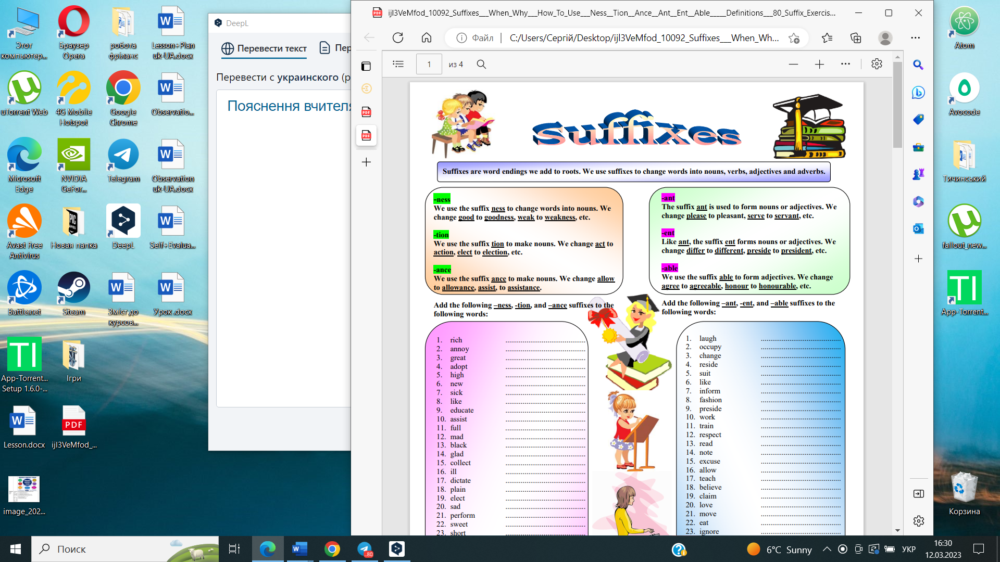 Этот компьютер...
Браузер Opera
робота фріланс
Lesson+Plan uk-UA.docx
uTorrent Web
4G Mobile Hotspot
Google Chrome
Observatio...
Microsoft Edge
NVIDIA GeFor...
Telegram
Observation uk-UA.docx
Avast Free Antivirus
Новая папка
DeepL
Self+Evalua...
Battle.net
Steam
Зміст до курсов...
Урок .docx
App-Torrent... Setup 1.6.0-...
Ігри
Lesson.docx
PDF
ijl3VeMfod_...
image_202...
DeepL
Перевести текст
Пер
Перевести с украинского (р
Пояснення вчителя
ijl3VeMfod_10092_Suffixes___When_Why___How_To_Use___Ness__Tion__Ance__Ant__Ent__Able_____Definitions___80_Suffix_Exercis...
Файл
C:/Users/Сергій/Desktop/ijl3VeMfod_10092_Suffixes___When_Wh...
1 из 4
Suffixes
Suffixes are word endings we add to roots. We use suffixes to change words into nouns, verbs, adjectives and adverbs.
-ness
We use the suffix ness to change words into nouns. We
change good to goodness, weak to weakness, etc.
-tion
We use the suffix tion to make nouns. We change act to
action, elect to election, etc.
-ance
We use the suffix ance to make nouns. We change allow
to allowance, assist, to assistance.
-ant
The suffix ant is used to form nouns or adjectives. We
change please to pleasant, serve to servant, etc.
-ent
Like ant, the suffix ent forms nouns or adjectives. We
change differ to different, preside to president, etc.
-able
We use the suffix able to form adjectives. We change
agree to agreeable, honour to honourable, etc.
Add the following –ness, -tion, and –ance suffixes to the
following words:
1. rich
2. annoy
3. great
4. adopt
5. high
6. new
7. sick
8. like
9. educate
10. assist
11. full
12. mad
13. black
14. glad
15. collect
16. ill
17. dictate
18. plain
19. elect
20. sad
21. perform
22. sweet
23. short
Add the following –ant, -ent, and –able suffixes to the
following words:
1. laugh
2. occupy
3. change
4. reside
5. suit
6. like
7. inform
8. fashion
9. preside
10. work
11. train
12. respect
13. read
14. note
15. excuse
16. allow
17. teach
18. believe
19. claim
20. love
21. move
22. eat
23. ignore
Atom
Avocode
Тичинський
fallout_new...
App-Torrent...
Корзина
Поиск
..80
6°C Sunny
УКР
16:30
12.03.2023